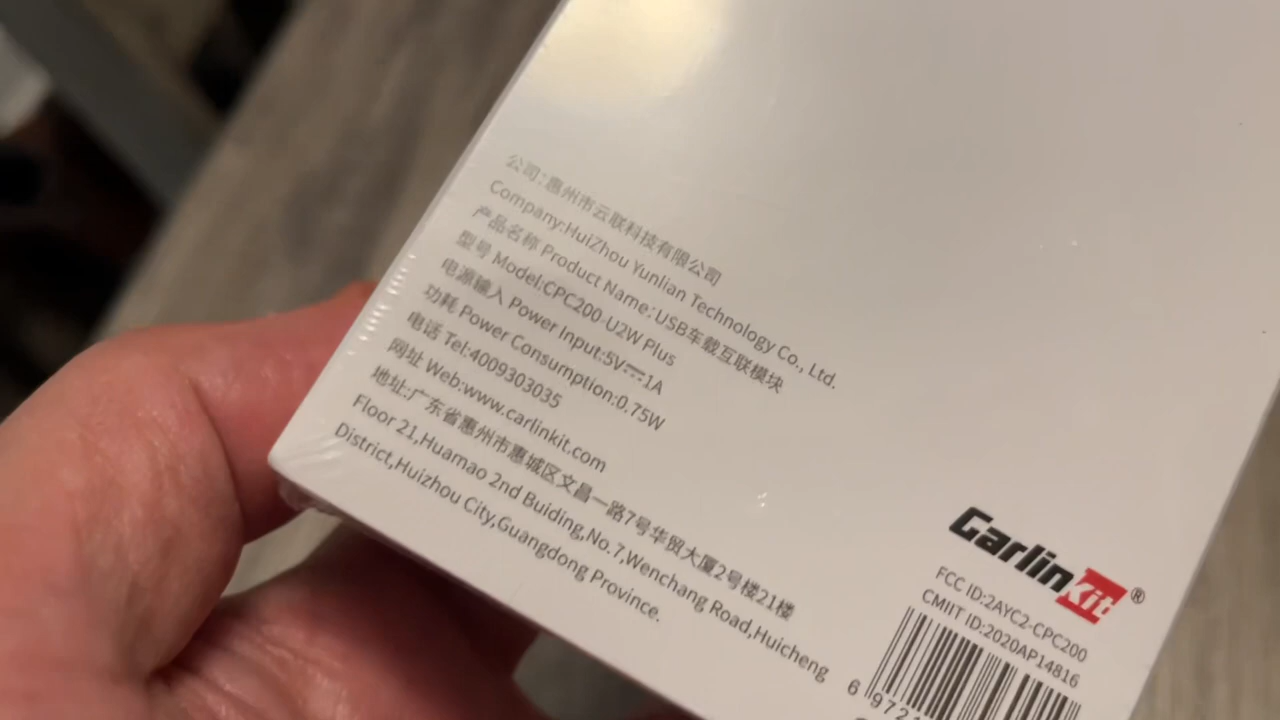 公司:惠州市云联科技有限公司
Company:HuiZhou Yunlian Technology Co., Ltd.
产品名称 Product Name:USB车载互联模块
型号 Model:CPC200-U2W Plus
电源输入 Power Input:5V⎓1A
功耗 Power Consumption:0.75W
电话 Tel:4009303035
网址 Web:www.carlinkit.com
地址:广东省惠州市惠城区文昌一路7号华贸大厦2号楼21楼
Floor 21,Huamao 2nd Buiding,No.7,Wenchang Road,Huicheng
District,Huizhou City,Guangdong Province.
Carlinkit®
FCC ID:2AYC2-CPC200
CMIIT ID:2020AP14816
6 972